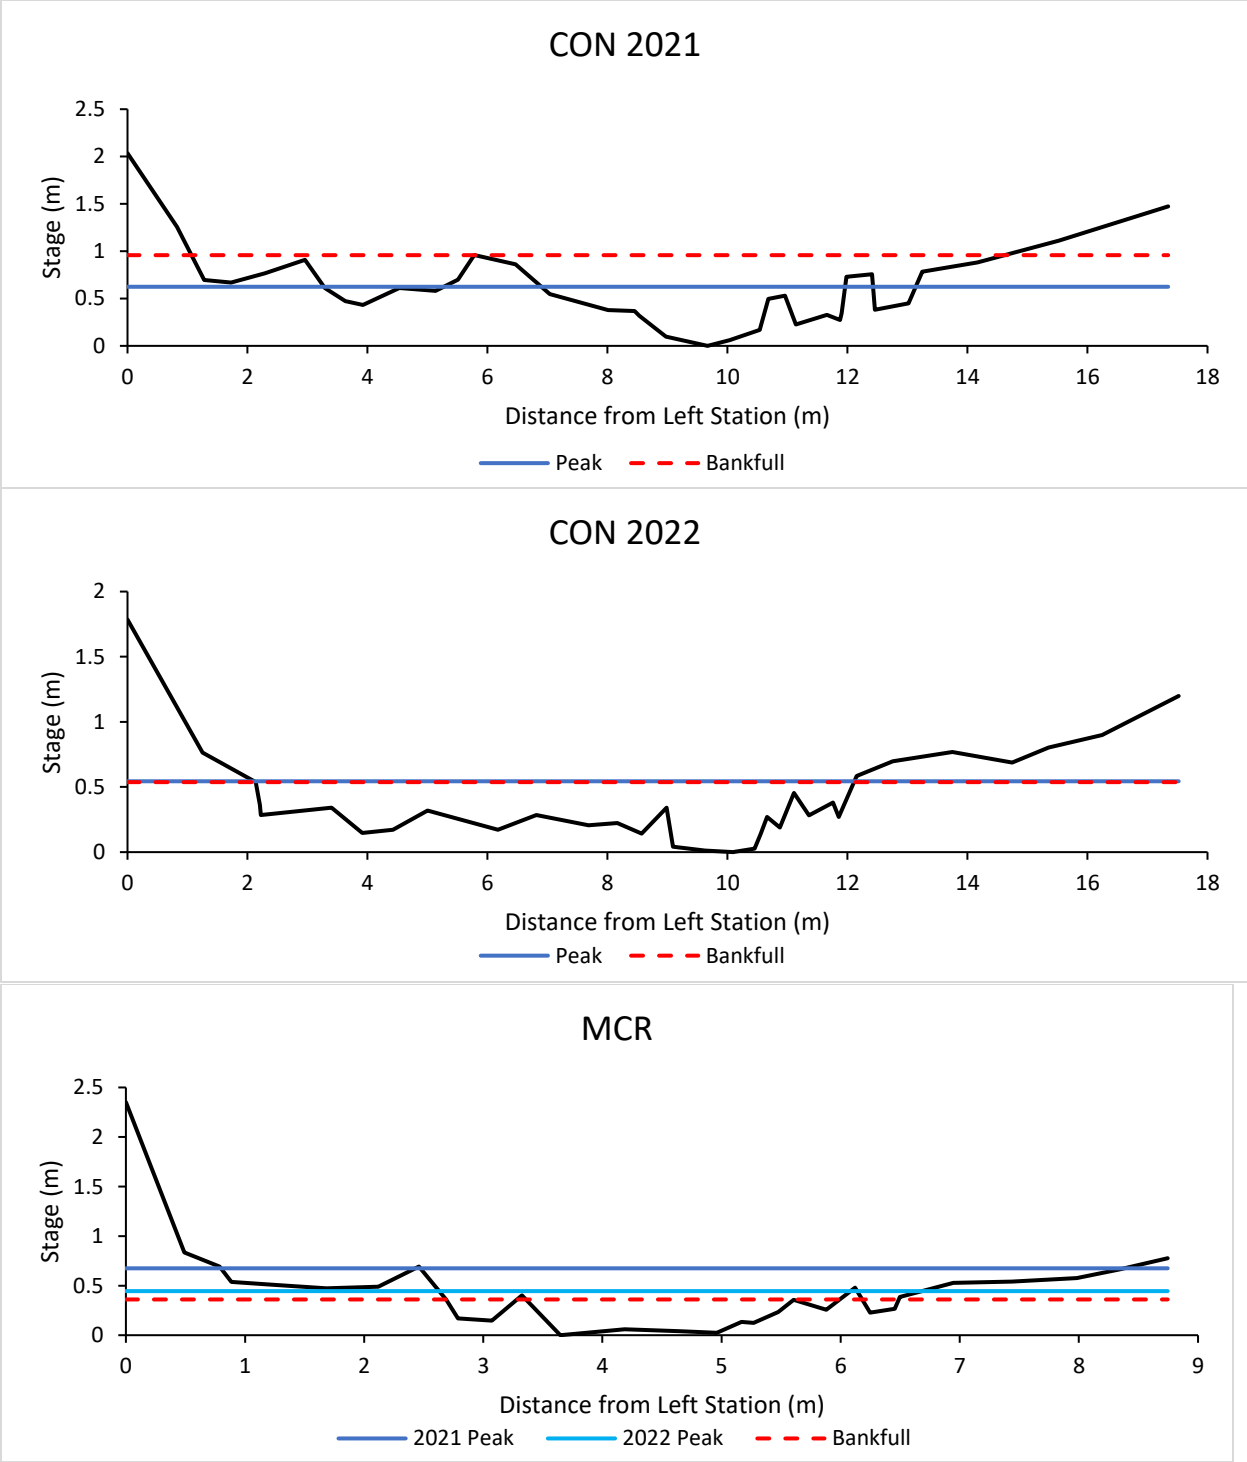 CON 2021
2.5
2
1.5
1
0.5
0
Stage (m)
0 2 4 6 8 10 12 14 16 18
Distance from Left Station (m)
Peak Bankfull
CON 2022
2
1.5
1
0.5
0
Stage (m)
0 2 4 6 8 10 12 14 16 18
Distance from Left Station (m)
Peak Bankfull
MCR
2.5
2
1.5
1
0.5
0
Stage (m)
0 1 2 3 4 5 6 7 8 9
Distance from Left Station (m)
2021 Peak 2022 Peak Bankfull